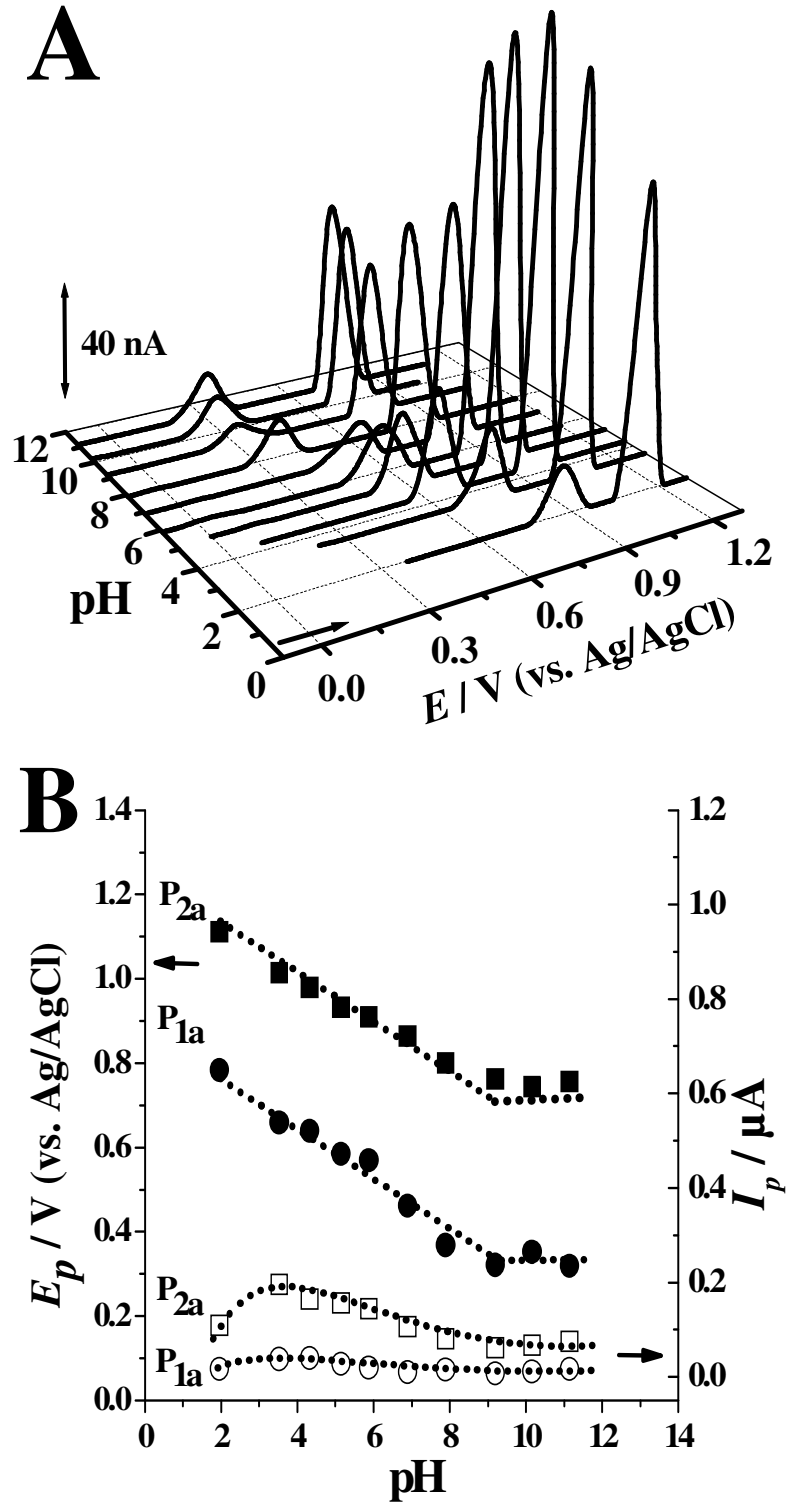 A
40 nA
12
10
8
6
4
2
0
pH
0.0
0.3
0.6
0.9
1.2
E / V (vs. Ag/AgCl)
B
1.4
1.2
1.0
0.8
0.6
0.4
0.2
0.0
Ep / V (vs. Ag/AgCl)
P2a
P1a
P2a
P1a
1.2
1.0
0.8
0.6
0.4
0.2
0.0
Ip / µA
0 2 4 6 8 10 12 14
pH